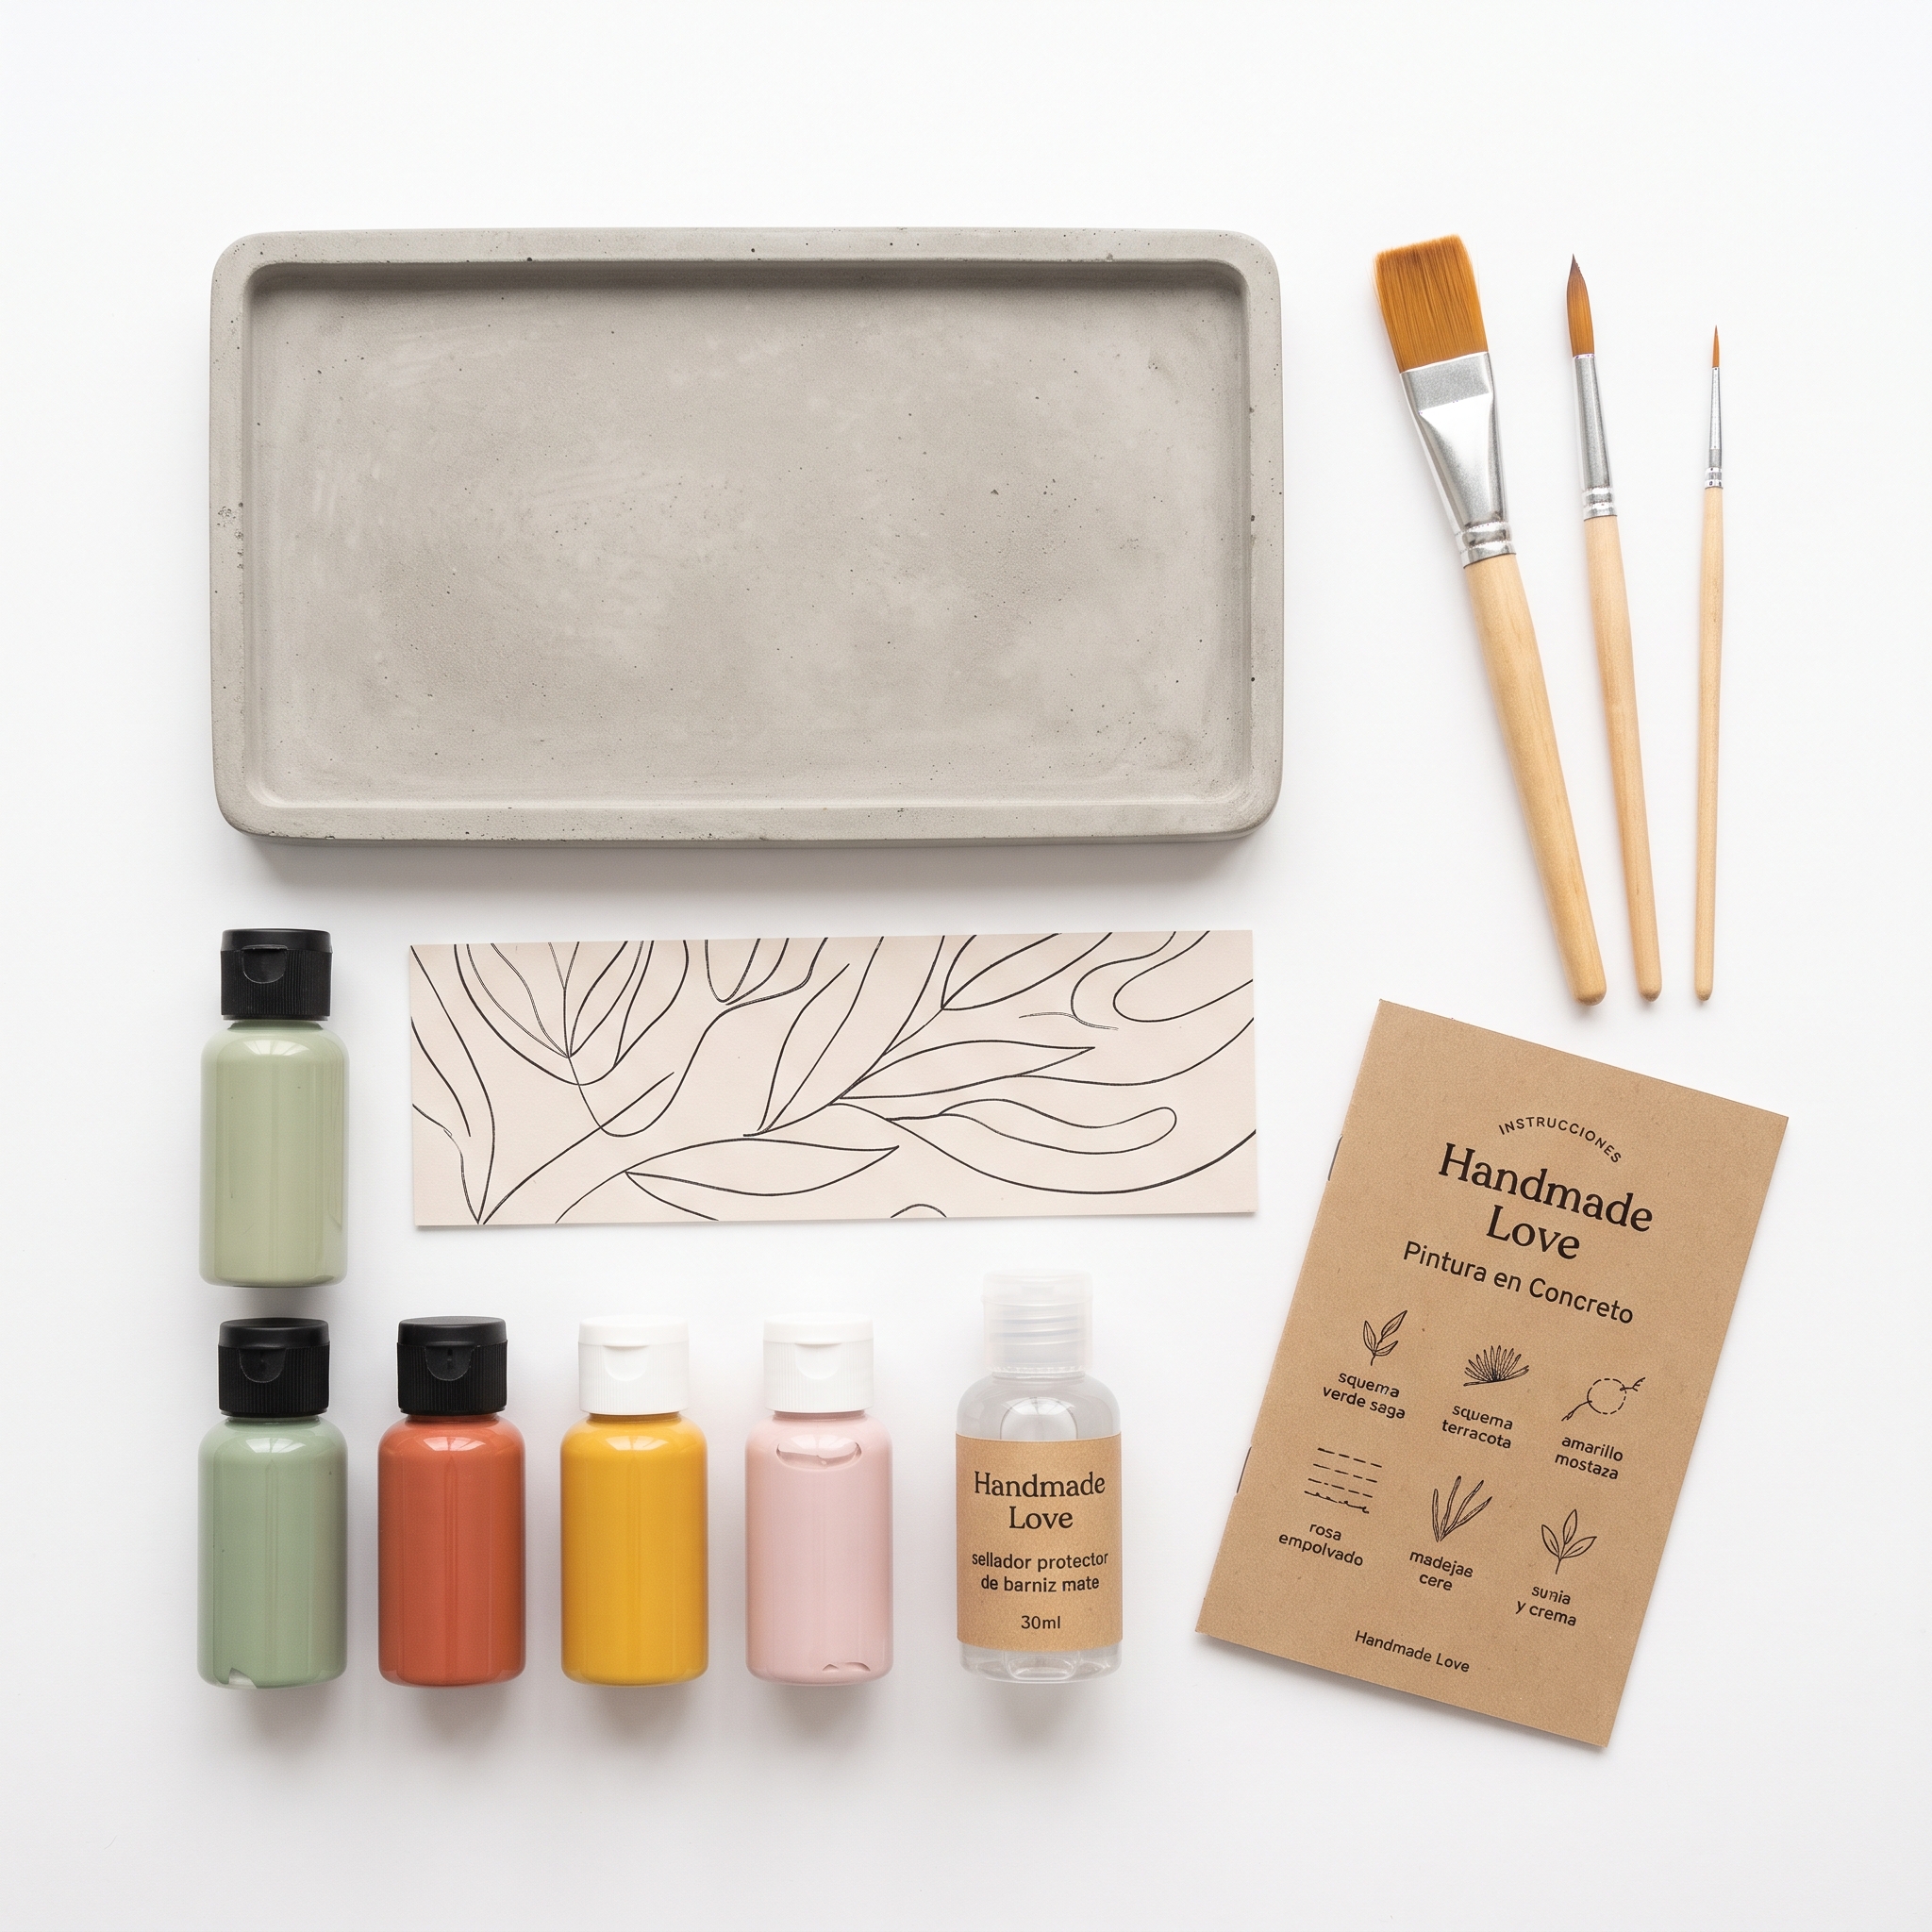 INSTRUCCIONES
Handmade
Love
Pintura en Concreto
squema
verde saga
squema
terracota
amarillo
mostaza
rosa
empolvado
madejas
cere
sunia
y crema
Handmade Love
Handmade
Love
sellador protector
de barniz mate
30ml